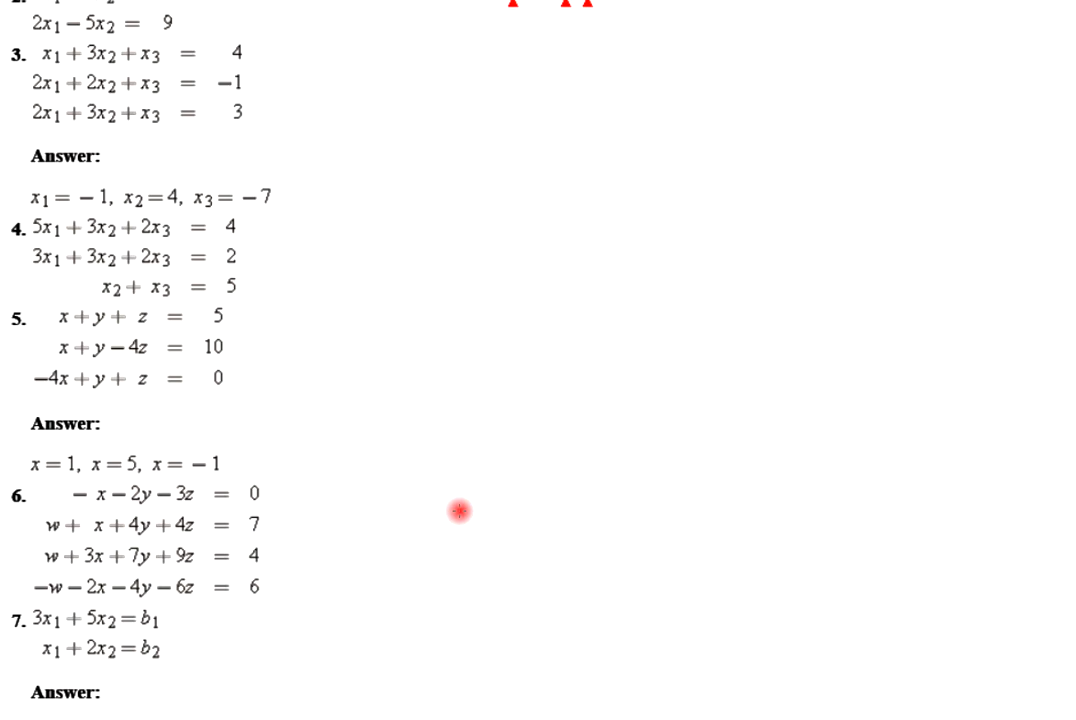 2x1 – 5x2 = 9
3. x1 + 3x2 + x3 = 4
2x1 + 2x2 + x3 = –1
2x1 + 3x2 + x3 = 3
Answer:
x1 = – 1, x2 = 4, x3 = – 7
4. 5x1 + 3x2 + 2x3 = 4
3x1 + 3x2 + 2x3 = 2
x2 + x3 = 5
5. x + y + z = 5
x + y – 4z = 10
–4x + y + z = 0
Answer:
x = 1, x = 5, x = – 1
6. – x – 2y – 3z = 0
w + x + 4y + 4z = 7
w + 3x + 7y + 9z = 4
–w – 2x – 4y – 6z = 6
7. 3x1 + 5x2 = b1
x1 + 2x2 = b2
Answer: